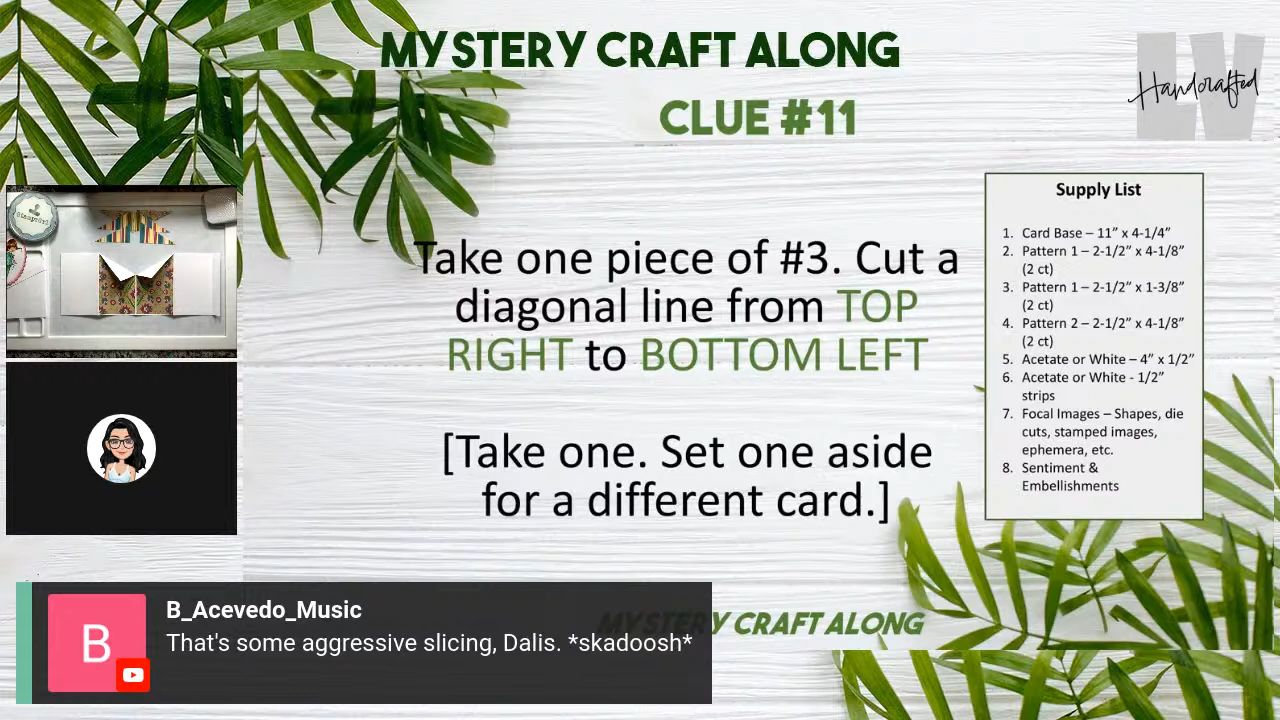 MYSTERY CRAFT ALONG
CLUE #11
Handcrafted
Take one piece of #3. Cut a
diagonal line from TOP
RIGHT to BOTTOM LEFT
[Take one. Set one aside
for a different card.]
Supply List
1. Card Base – 11” x 4-1/4”
2. Pattern 1 – 2-1/2” x 4-1/8”
(2 ct)
3. Pattern 1 – 2-1/2” x 1-3/8”
(2 ct)
4. Pattern 2 – 2-1/2” x 4-1/8”
(2 ct)
5. Acetate or White – 4” x 1/2”
6. Acetate or White - 1/2”
strips
7. Focal Images – Shapes, die
cuts, stamped images,
ephemera, etc.
8. Sentiment &
Embellishments
MYSTERY CRAFT ALONG
B
B_Acevedo_Music
That's some aggressive slicing, Dalis. *skadoosh*